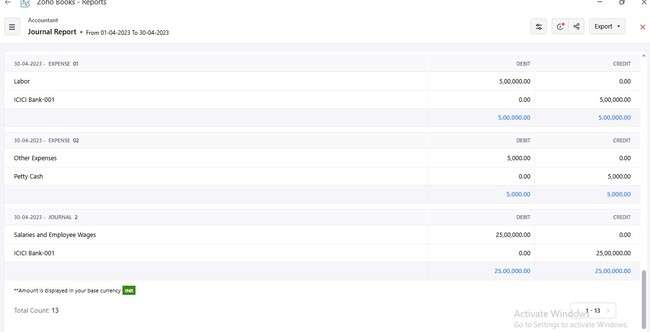 Zoho Books - Reports
Accountant
Journal Report • From 01-04-2023 To 30-04-2023
Export
30-04-2023 - EXPENSE 01 DEBIT CREDIT
Labor 5,00,000.00 0.00
ICICI Bank-001 0.00 5,00,000.00
5,00,000.00 5,00,000.00
30-04-2023 - EXPENSE 02 DEBIT CREDIT
Other Expenses 5,000.00 0.00
Petty Cash 0.00 5,000.00
5,000.00 5,000.00
30-04-2023 - JOURNAL 2 DEBIT CREDIT
Salaries and Employee Wages 25,00,000.00 0.00
ICICI Bank-001 0.00 25,00,000.00
25,00,000.00 25,00,000.00
**Amount is displayed in your base currency INR
Total Count: 13 1 - 13
Activate Windows
Go to Settings to activate Windows.